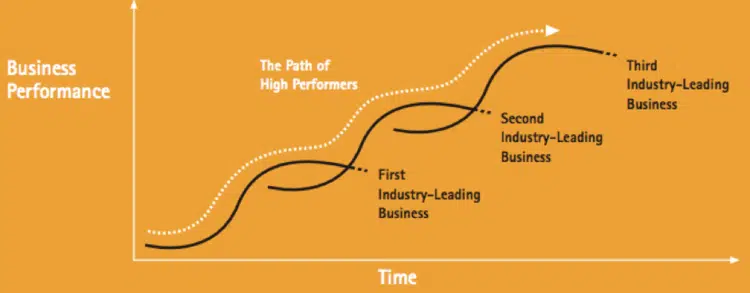 Business
Performance
The Path of
High Performers
Third
Industry–Leading
Business
Second
Industry–Leading
Business
First
Industry–Leading
Business
Time